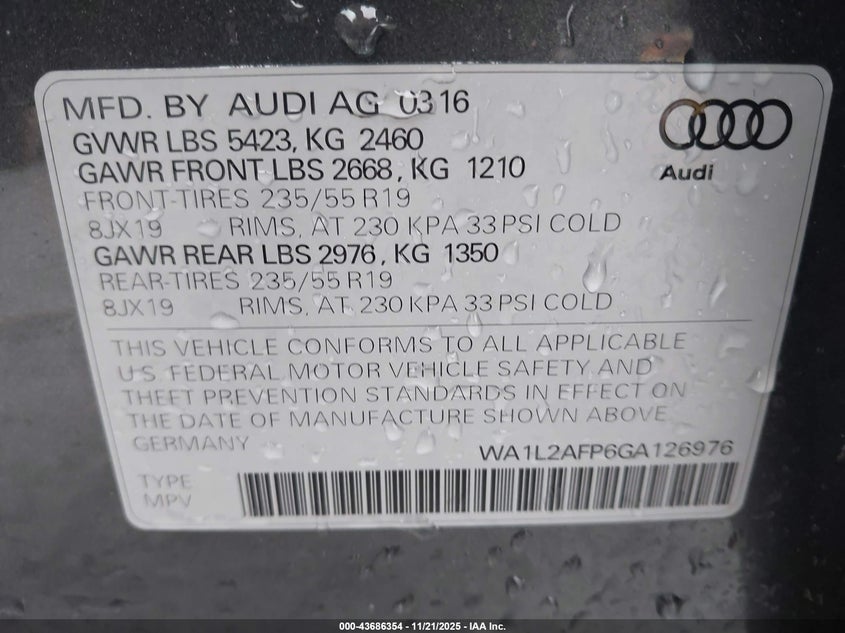 MFD. BY AUDI AG 0316
GVWR LBS 5423, KG 2460
GAWR FRONT LBS 2668, KG 1210
FRONT-TIRES 235/55 R19
8JX19 RIMS, AT 230 KPA 33 PSI COLD
GAWR REAR LBS 2976, KG 1350
REAR-TIRES 235/55 R19
8JX19 RIMS, AT 230 KPA 33 PSI COLD
Audi
THIS VEHICLE CONFORMS TO ALL APPLICABLE
U.S. FEDERAL MOTOR VEHICLE SAFETY AND
THEFT PREVENTION STANDARDS IN EFFECT ON
THE DATE OF MANUFACTURE SHOWN ABOVE
GERMANY WA1L2AFP6GA126976
TYPE
MPV
000-43686354 - 11/21/2025 - IAA Inc.